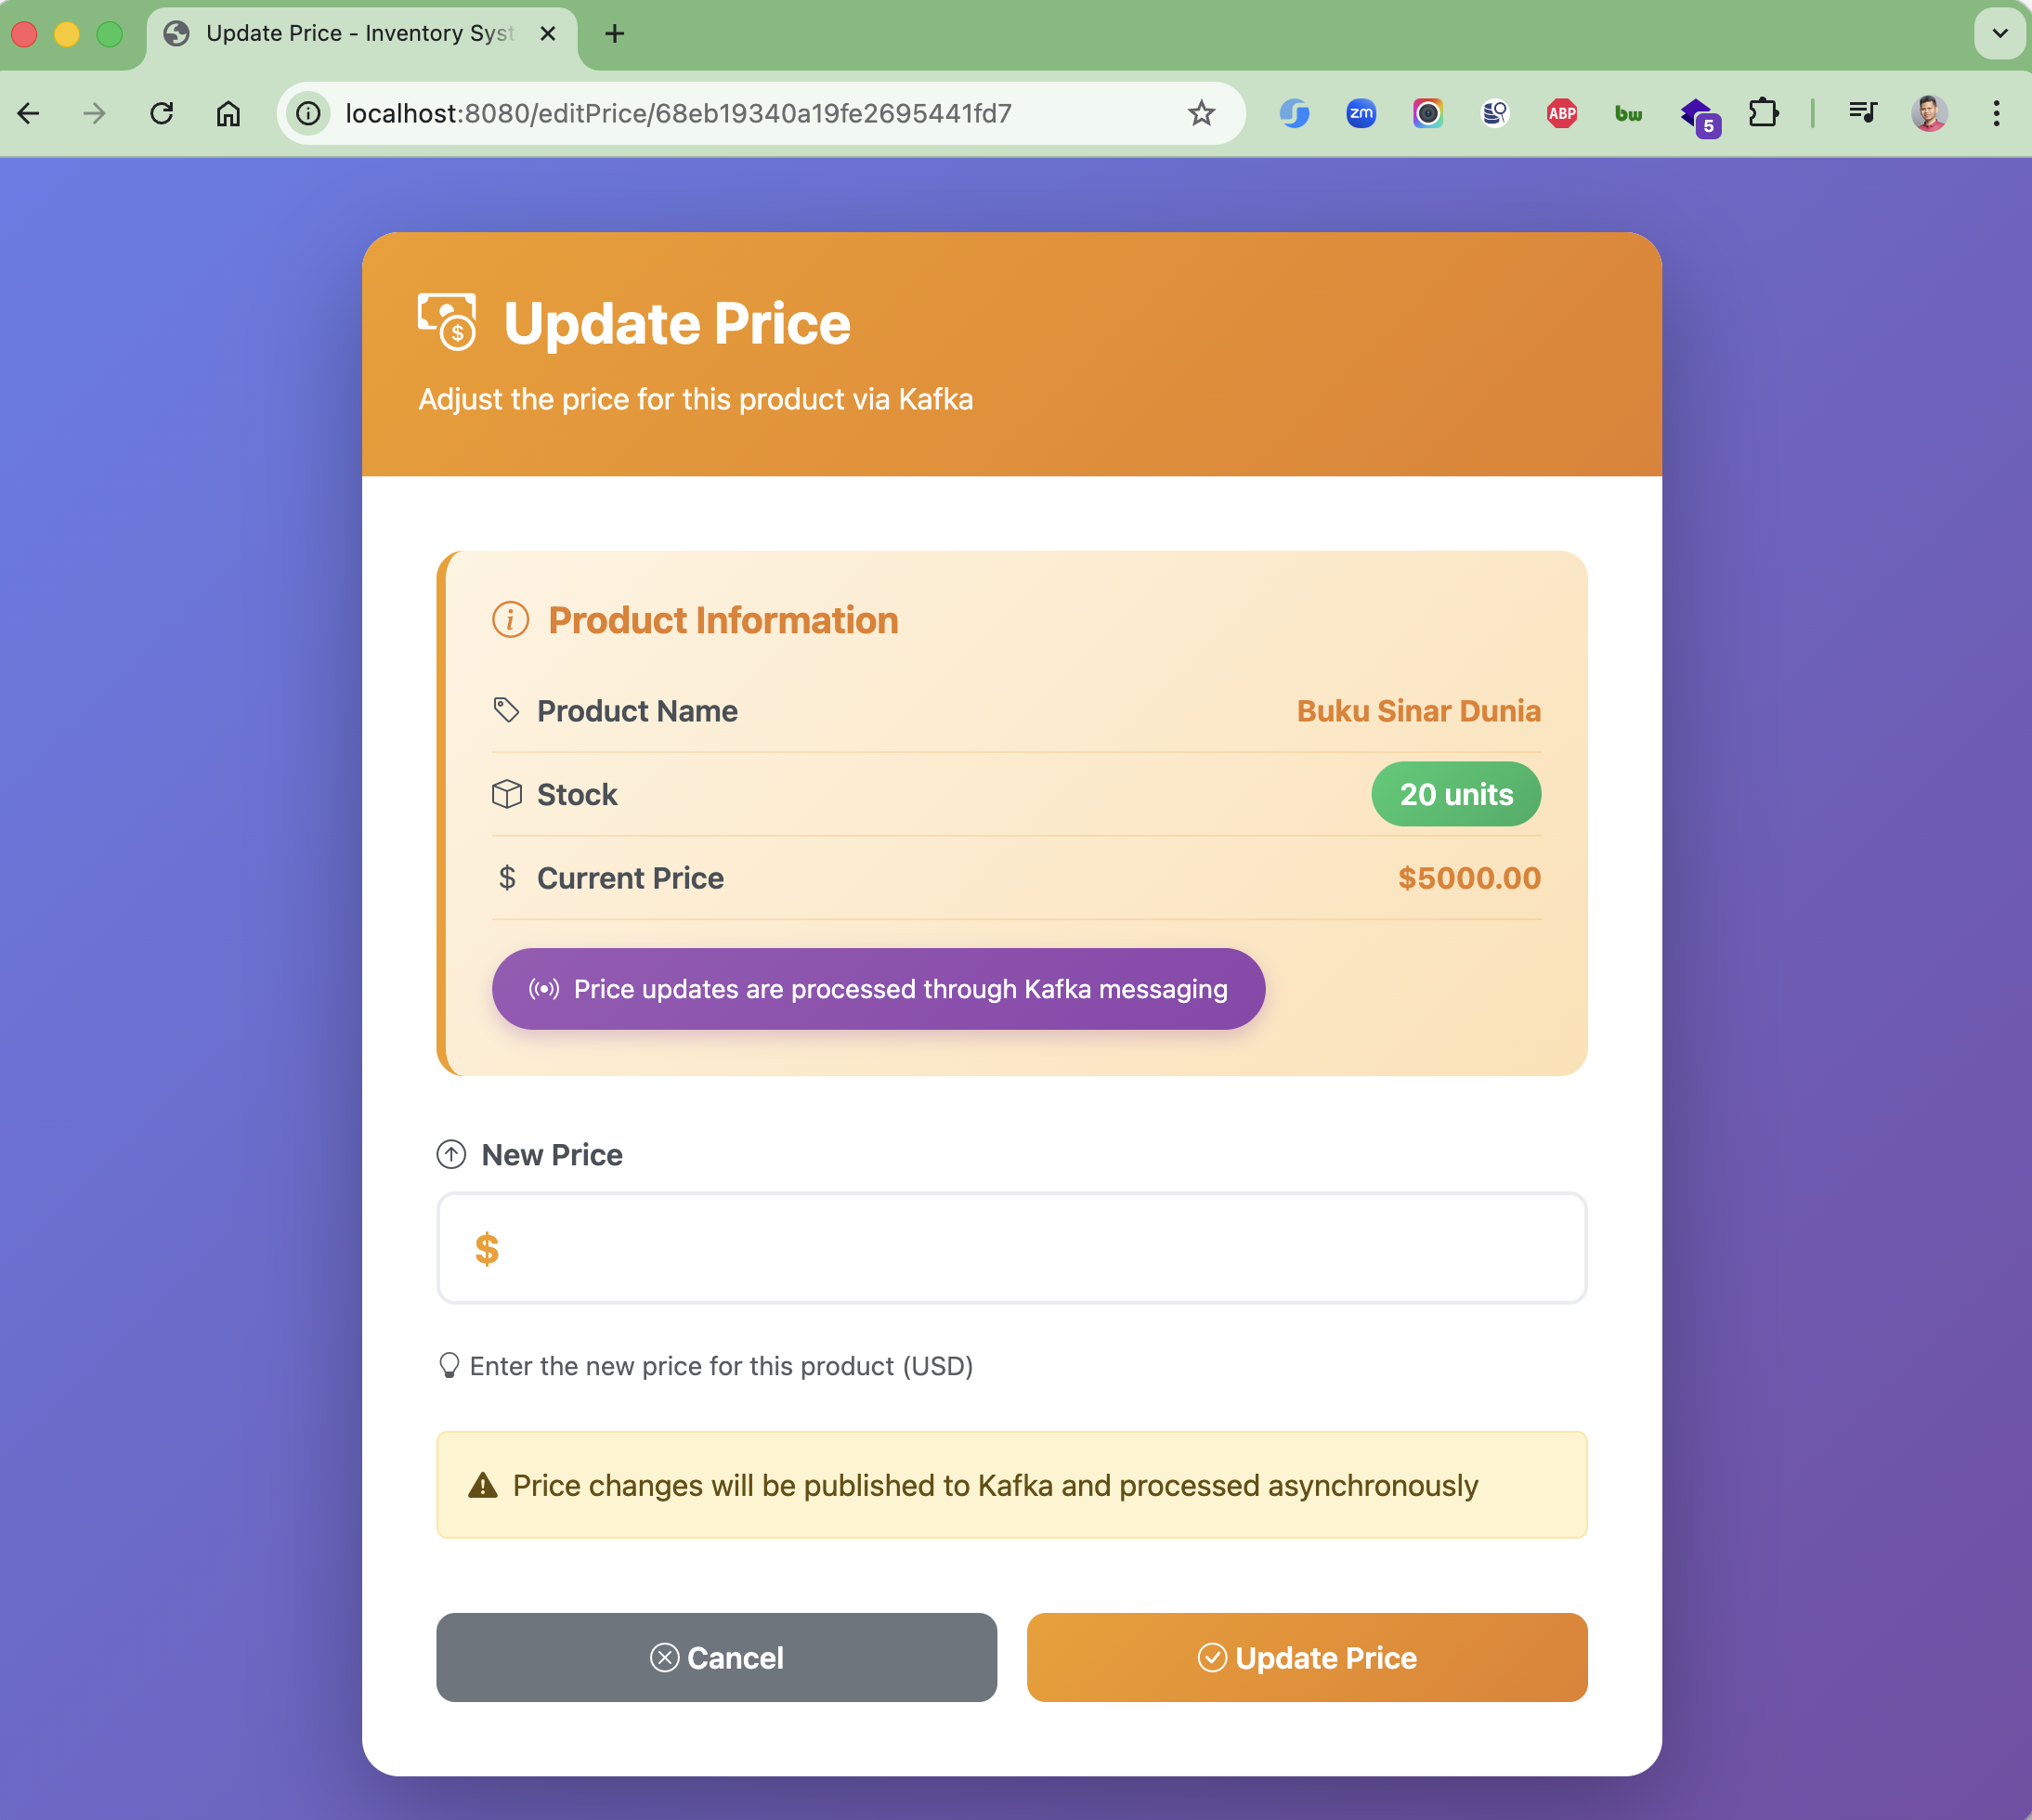 Update Price - Inventory Syst
localhost:8080/editPrice/68eb19340a19fe2695441fd7
zm
ABP
bw
5
Update Price
Adjust the price for this product via Kafka
Product Information
Product Name
Buku Sinar Dunia
Stock
20 units
$ Current Price
$5000.00
Price updates are processed through Kafka messaging
New Price
$
Enter the new price for this product (USD)
Price changes will be published to Kafka and processed asynchronously
Cancel
Update Price